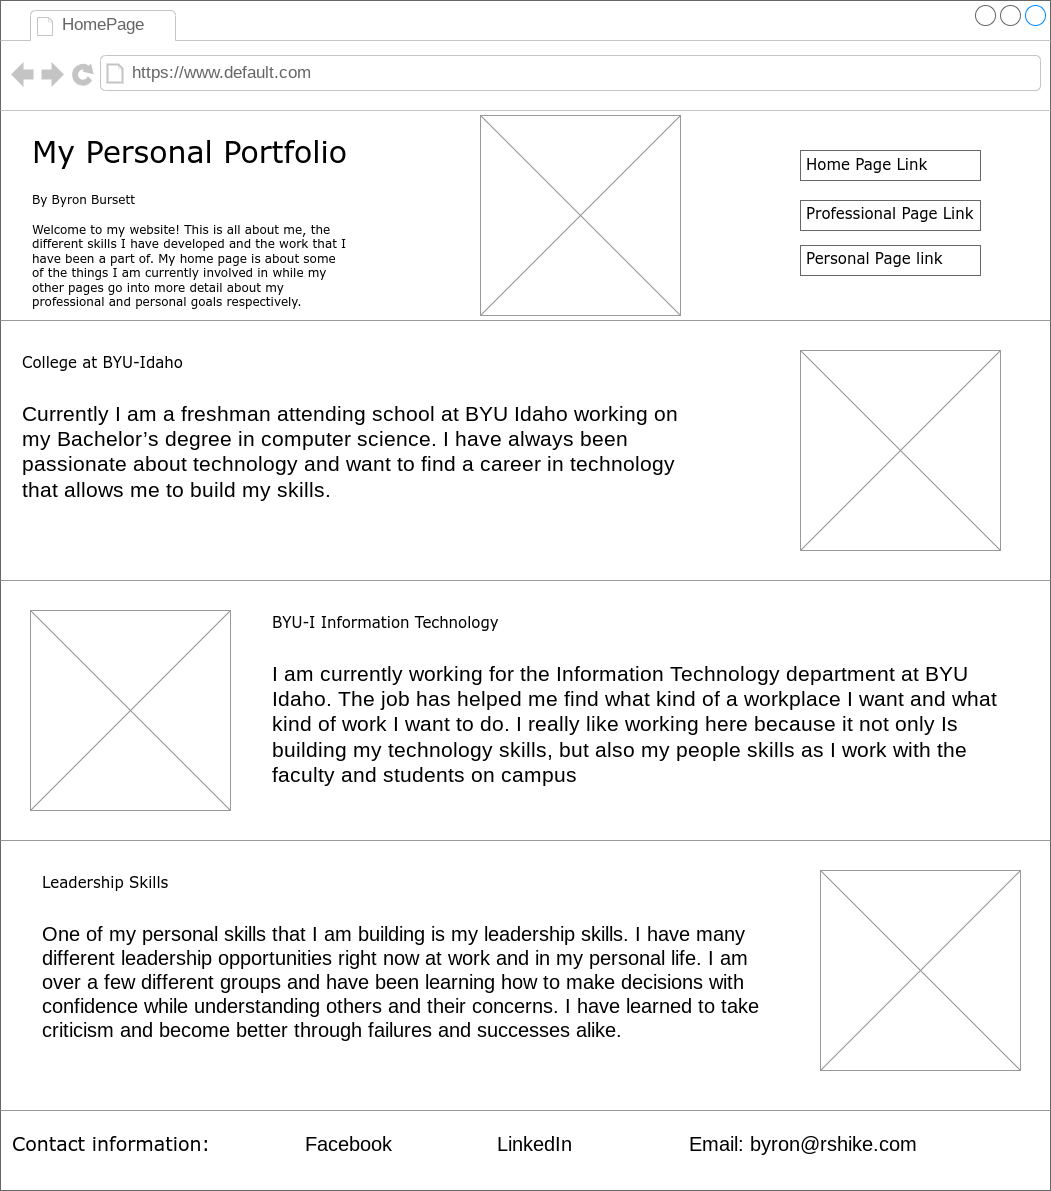 HomePage
https://www.default.com
My Personal Portfolio
By Byron Bursett
Welcome to my website! This is all about me, the
different skills I have developed and the work that I
have been a part of. My home page is about some
of the things I am currently involved in while my
other pages go into more detail about my
professional and personal goals respectively.
Home Page Link
Professional Page Link
Personal Page link
College at BYU-Idaho
Currently I am a freshman attending school at BYU Idaho working on
my Bachelor’s degree in computer science. I have always been
passionate about technology and want to find a career in technology
that allows me to build my skills.
BYU-I Information Technology
I am currently working for the Information Technology department at BYU
Idaho. The job has helped me find what kind of a workplace I want and what
kind of work I want to do. I really like working here because it not only Is
building my technology skills, but also my people skills as I work with the
faculty and students on campus
Leadership Skills
One of my personal skills that I am building is my leadership skills. I have many
different leadership opportunities right now at work and in my personal life. I am
over a few different groups and have been learning how to make decisions with
confidence while understanding others and their concerns. I have learned to take
criticism and become better through failures and successes alike.
Contact information: Facebook LinkedIn Email: byron@rshike.com